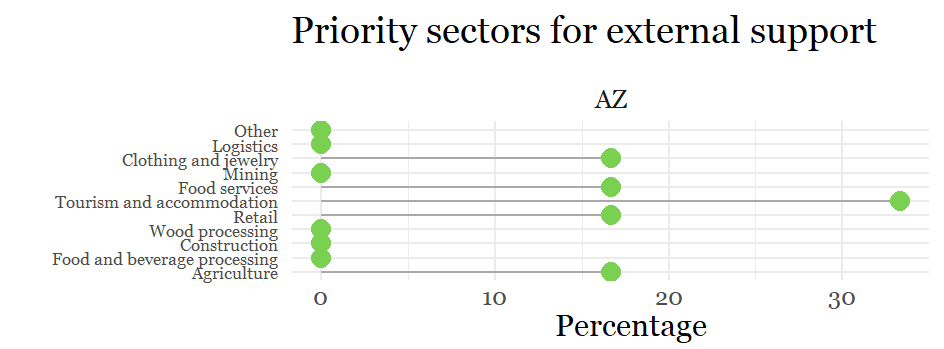 Priority sectors for external support
AZ
Other
Logistics
Clothing and jewelry
Mining
Food services
Tourism and accommodation
Retail
Wood processing
Construction
Food and beverage processing
Agriculture
0 10 20 30
Percentage